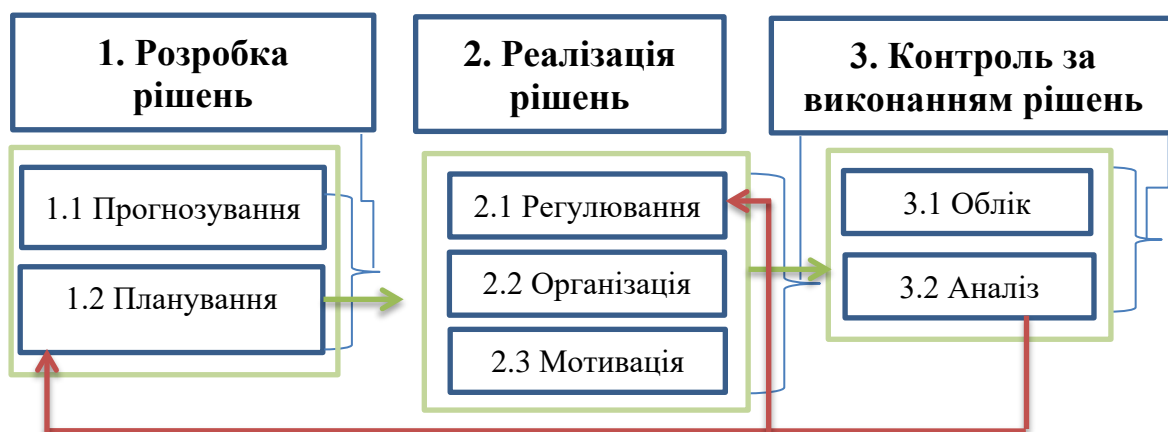 1. Розробка
рішень
1.1 Прогнозування
1.2 Планування
2. Реалізація
рішень
2.1 Регулювання
2.2 Організація
2.3 Мотивація
3. Контроль за
виконанням рішень
3.1 Облік
3.2 Аналіз